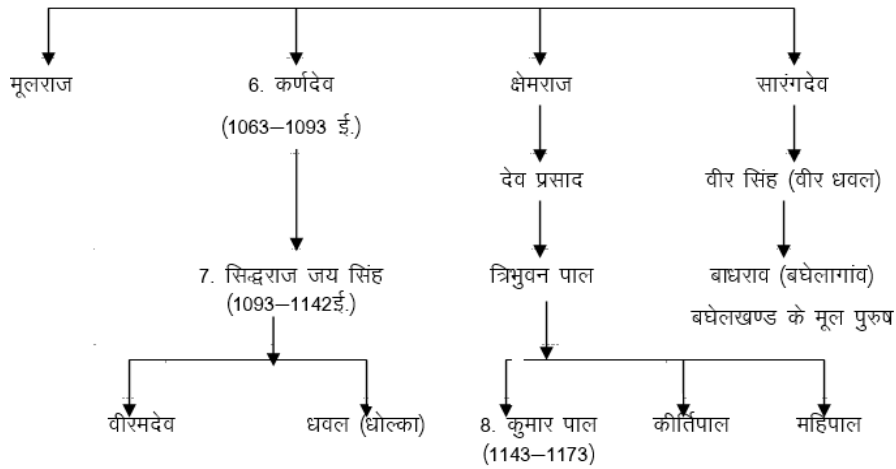 मूलराज 6. कर्णदेव क्षेमराज सारंगदेव
(1063–1093 ई.)
देव प्रसाद वीर सिंह (वीर धवल)
7. सिद्धराज जय सिंह त्रिभुवन पाल बाधराव (बघेलागांव)
(1093–1142ई.) बघेलखण्ड के मूल पुरुष
वीरमदेव धवल (धोल्का) 8. कुमार पाल कीर्तिपाल महिपाल
(1143–1173)